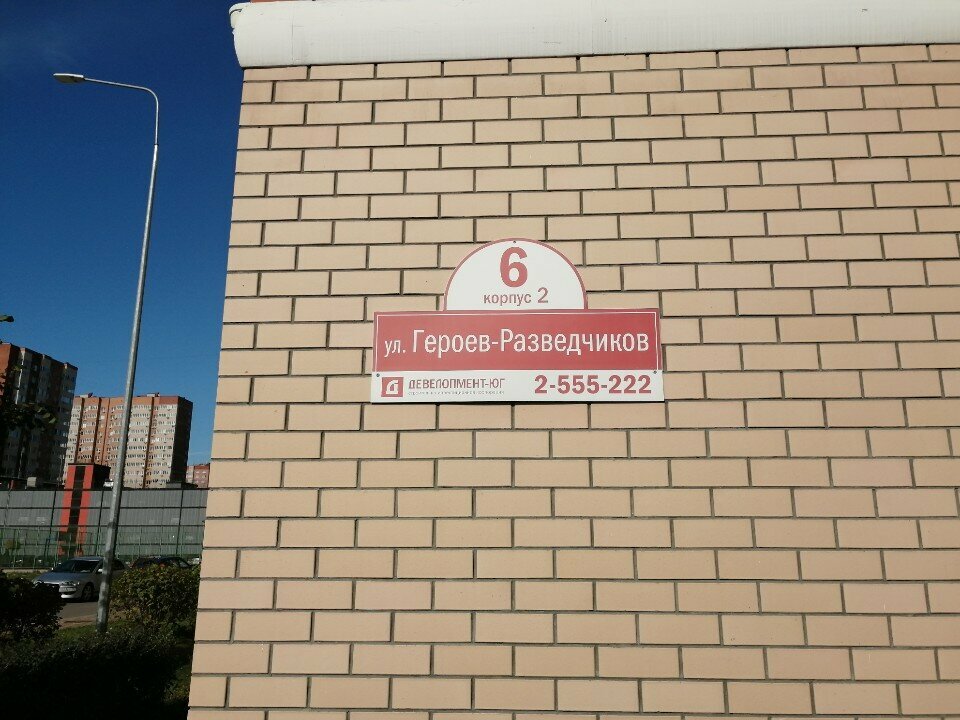 6
корпус 2
ул. Героев-Разведчиков
ДЕВЕЛОПМЕНТ-ЮГ 2-555-222